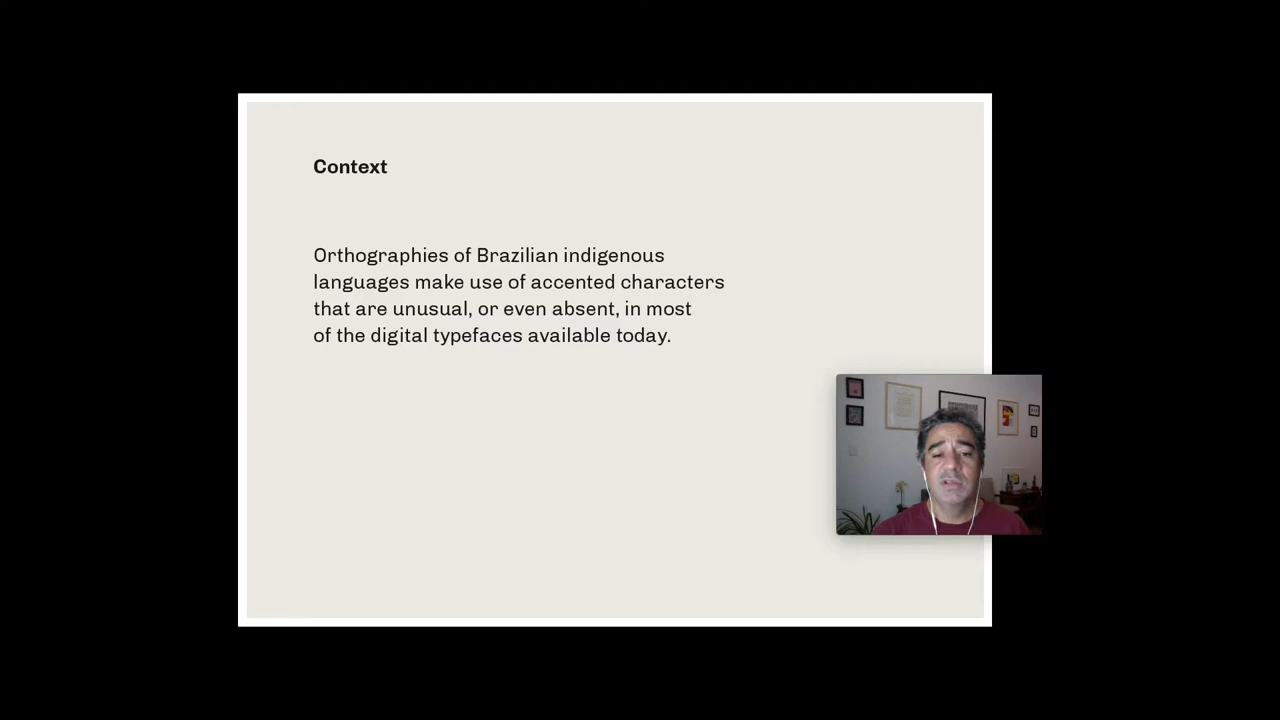 Context
Orthographies of Brazilian indigenous
languages make use of accented characters
that are unusual, or even absent, in most
of the digital typefaces available today.